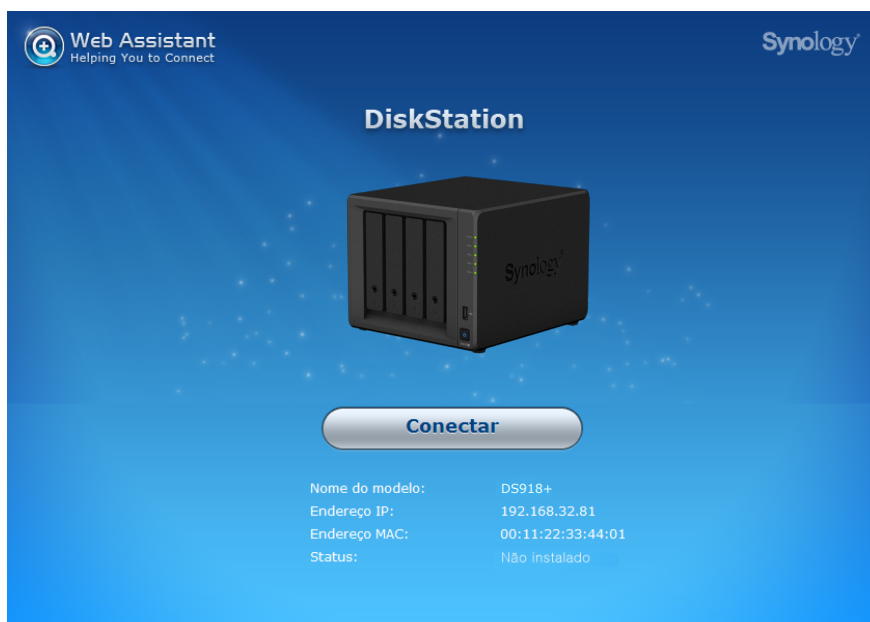 Web Assistant
Helping You to Connect
Synology
DiskStation
Synology
Conectar
Nome do modelo: DS918+
Endereço IP: 192.168.32.81
Endereço MAC: 00:11:22:33:44:01
Status: Não instalado